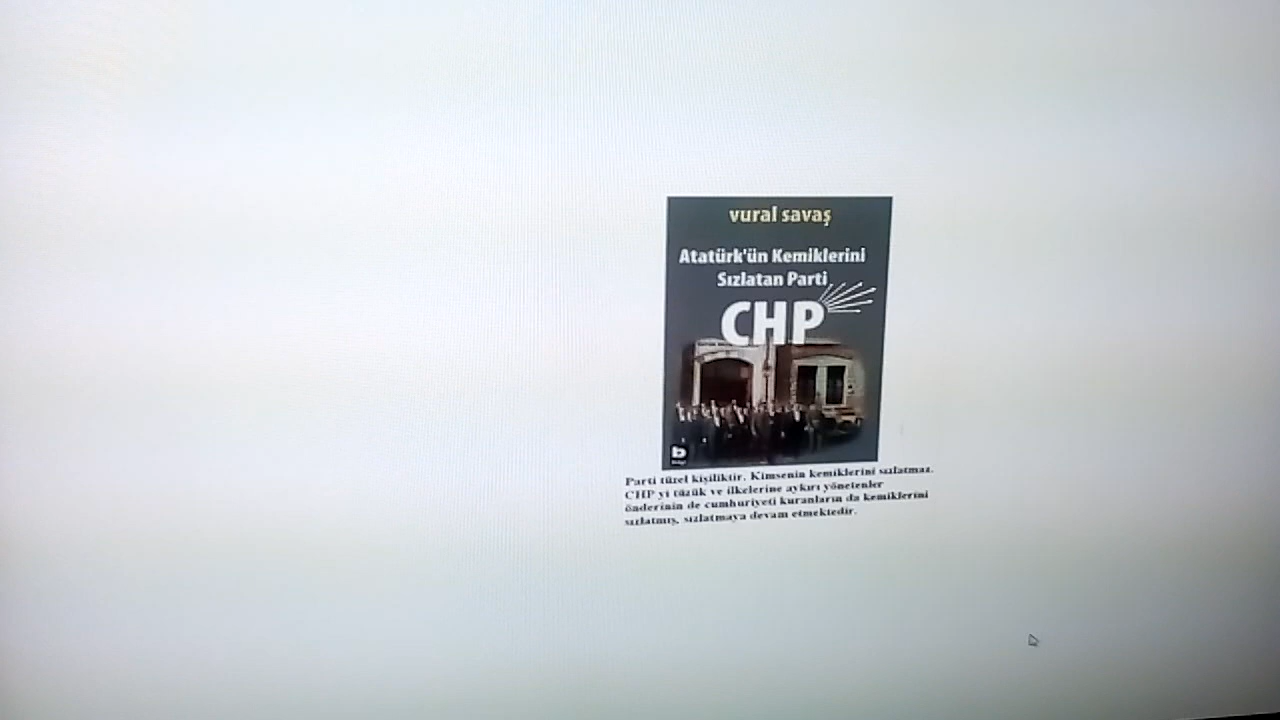 vural savaş
Atatürk'ün Kemiklerini
Sızlatan Parti
CHP
b
Parti tüzel kişiliktir. Kimsenin kemiklerini sızlatmaz.
CHP yi tüzük ve ilkelerine aykırı yönetenler
önderinin de cumhuriyeti kuranların da kemiklerini
sızlatmış, sızlatmaya devam etmektedir.